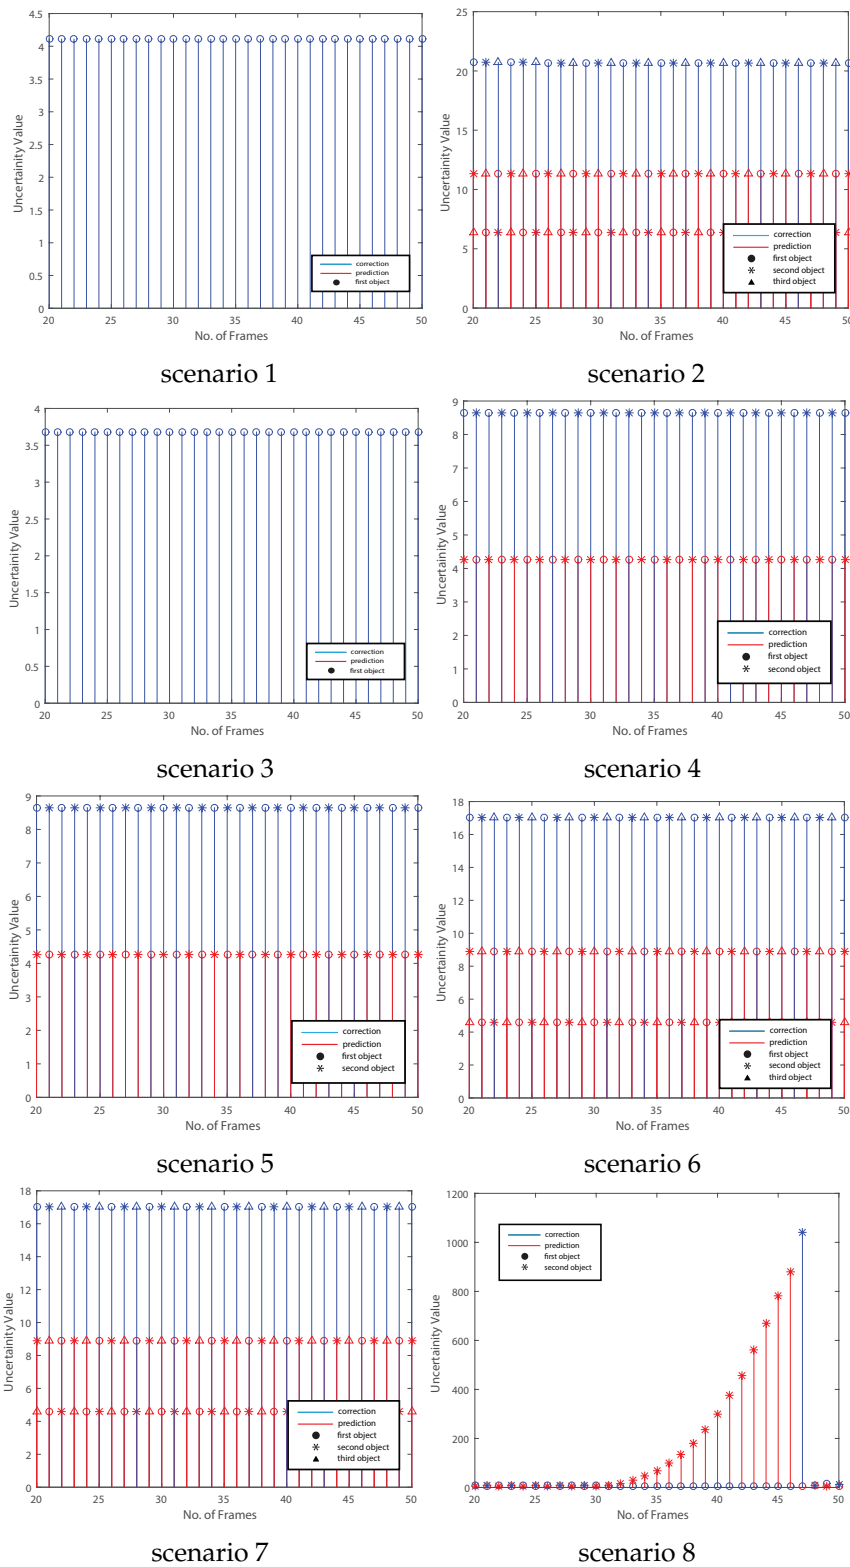 4.5
4
3.5
3
2.5
2
1.5
1
0.5
0
20 25 30 35 40 45 50
Uncertainity Value
No. of Frames
correction
prediction
first object
scenario 1
25
20
15
10
5
0
20 25 30 35 40 45 50
Uncertainity Value
No. of Frames
correction
prediction
first object
second object
third object
scenario 2
4
3.5
3
2.5
2
1.5
1
0.5
0
20 25 30 35 40 45 50
Uncertainity Value
No. of Frames
correction
prediction
first object
scenario 3
9
8
7
6
5
4
3
2
1
0
20 25 30 35 40 45 50
Uncertainity Value
No. of Frames
correction
prediction
first object
second object
scenario 4
9
8
7
6
5
4
3
2
1
0
20 25 30 35 40 45 50
Uncertainity Value
No. of Frames
correction
prediction
first object
second object
scenario 5
18
16
14
12
10
8
6
4
2
0
20 25 30 35 40 45 50
Uncertainity Value
No. of Frames
correction
prediction
first object
second object
third object
scenario 6
18
16
14
12
10
8
6
4
2
0
20 25 30 35 40 45 50
Uncertainity Value
No. of Frames
correction
prediction
first object
second object
third object
scenario 7
1200
1000
800
600
400
200
0
20 25 30 35 40 45 50
Uncertainity Value
No. of Frames
correction
prediction
first object
second object
scenario 8